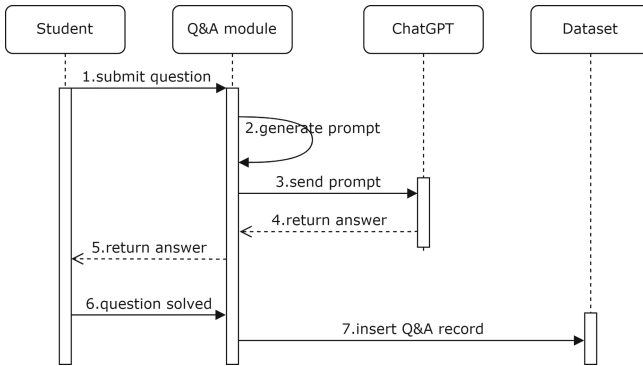 Student
Q&A module
ChatGPT
Dataset
1.submit question
2.generate prompt
3.send prompt
4.return answer
5.return answer
6.question solved
7.insert Q&A record